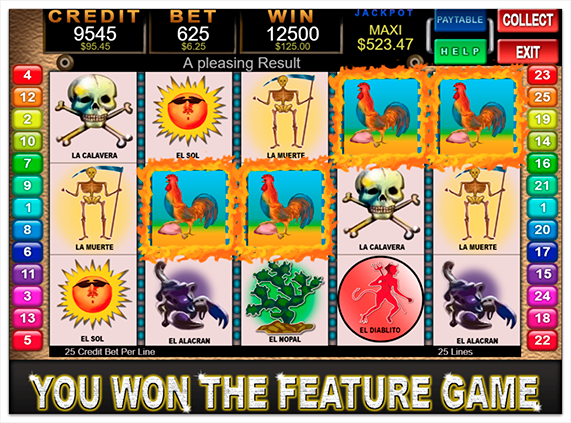 CREDIT BET WIN JACKPOT PAYTABLE COLLECT
9545 625 12500 MAXI
$95.45 $6.25 $125.00 $523.47 HELP EXIT
A pleasing Result
4 23
12 25
2 19
10 14
LA CALAVERA EL SOL LA MUERTE
7 16
9 21
1 1
8 20
6 LA MUERTE LA CALAVERA LA MUERTE 17
11 15
3 24
13 18
5 EL SOL EL ALACRAN EL NOPAL EL DIABLITO EL ALACRAN 22
25 Credit Bet Per Line 25 Lines
YOU WON THE FEATURE GAME